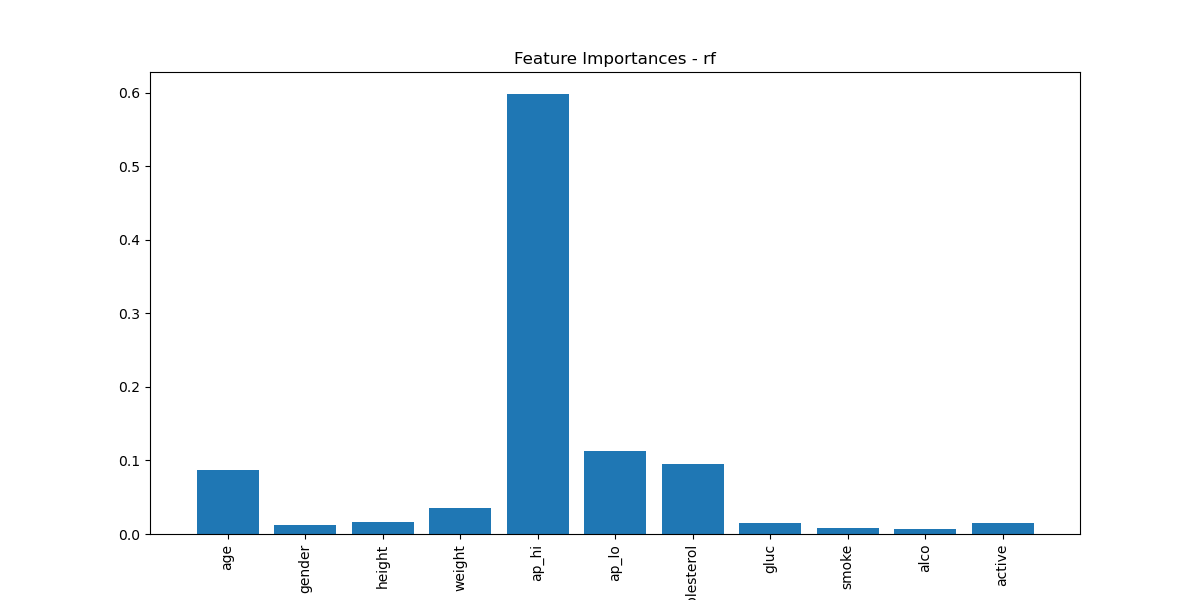 Feature Importances - rf
0.6
0.5
0.4
0.3
0.2
0.1
0.0
age
gender
height
weight
ap_hi
ap_lo
olesterol
gluc
smoke
alco
active